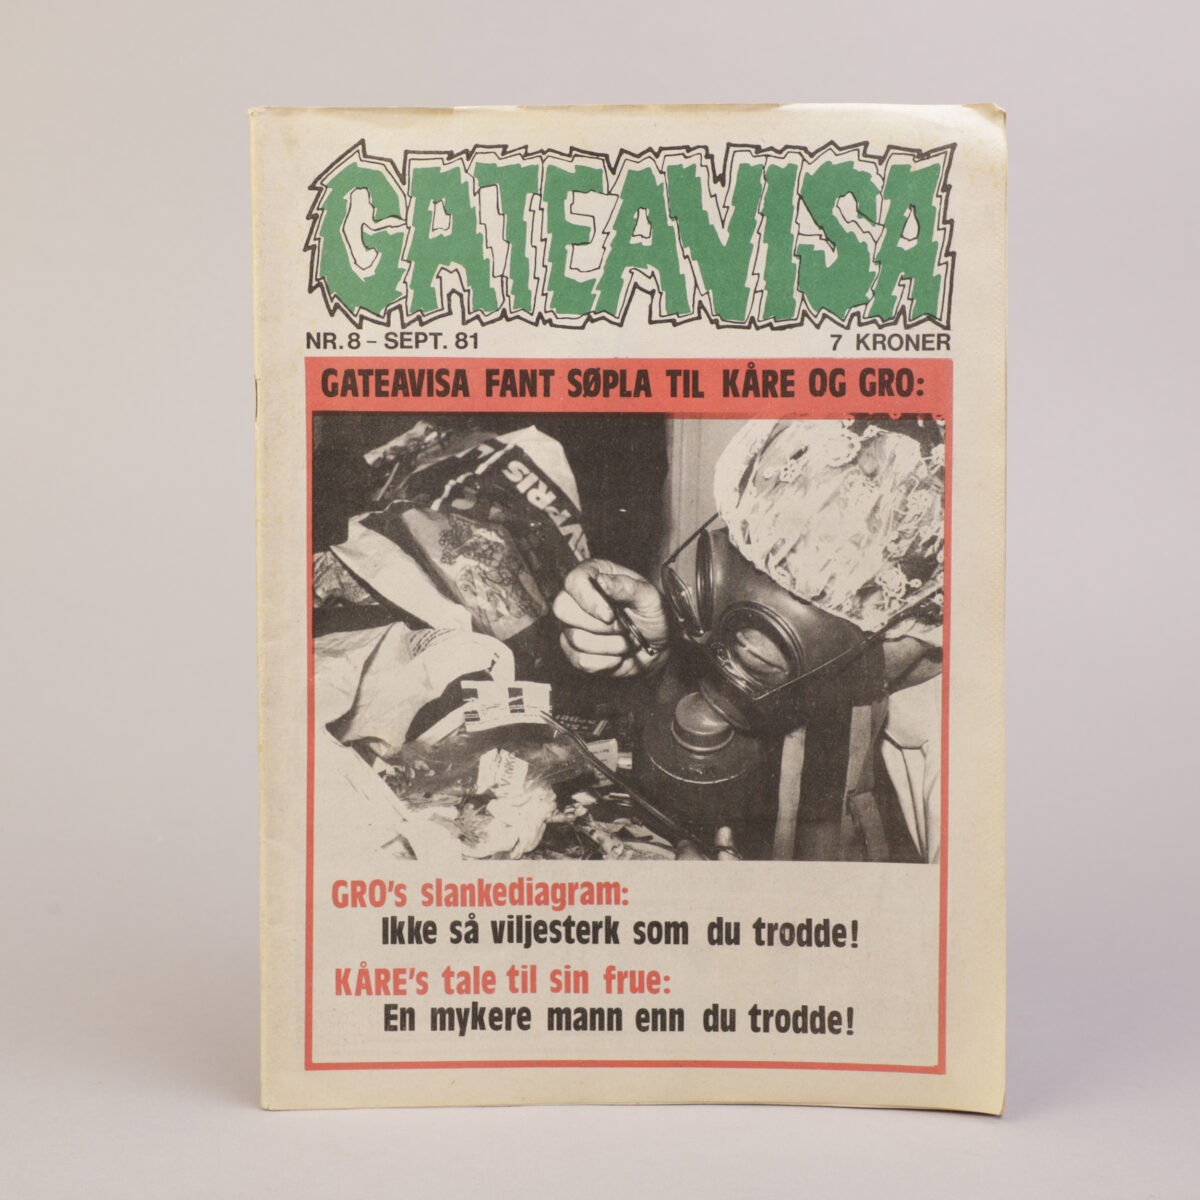 GATEAVISA
NR. 8 – SEPT. 81 7 KRONER
GATEAVISA FANT SØPLA TIL KÅRE OG GRO:
PRIS
GRO's slankediagram:
Ikke så viljesterk som du trodde!
KÅRE's tale til sin frue:
En mykere mann enn du trodde!